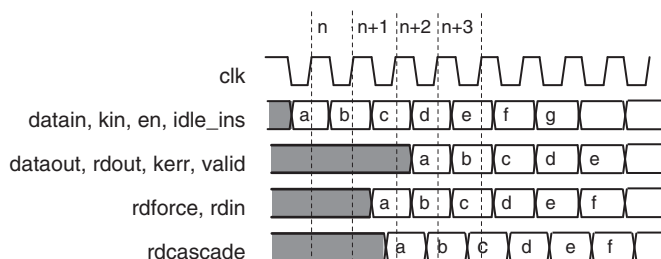 n n+1 n+2 n+3
clk
datain, kin, en, idle_ins a b c d e f g
dataout, rdout, kerr, valid a b c d e
rdforce, rdin a b c d e f
rdcascade a b c d e f